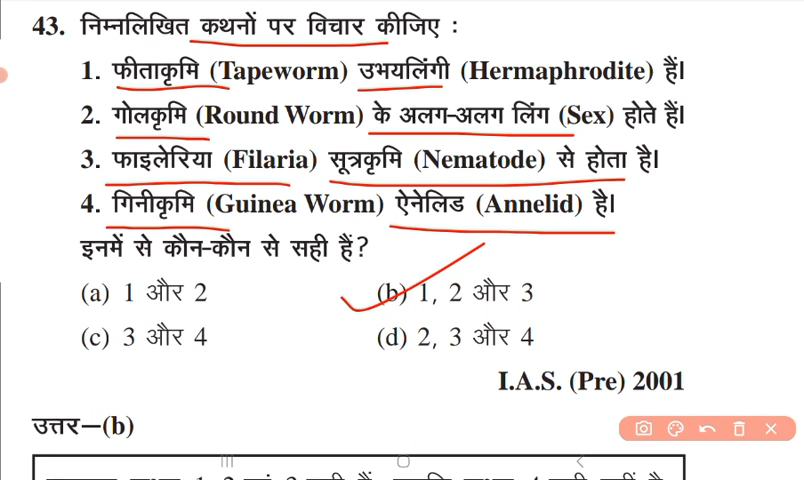 43. निम्नलिखित कथनों पर विचार कीजिए :
1. फीताकृमि (Tapeworm) उभयलिंगी (Hermaphrodite) हैं।
2. गोलकृमि (Round Worm) के अलग-अलग लिंग (Sex) होते हैं।
3. फाइलेरिया (Filaria) सूत्रकृमि (Nematode) से होता है।
4. गिनीकृमि (Guinea Worm) ऐनेलिड (Annelid) है।
इनमें से कौन-कौन से सही हैं?
(a) 1 और 2 (b) 1, 2 और 3
(c) 3 और 4 (d) 2, 3 और 4
I.A.S. (Pre) 2001
उत्तर—(b)